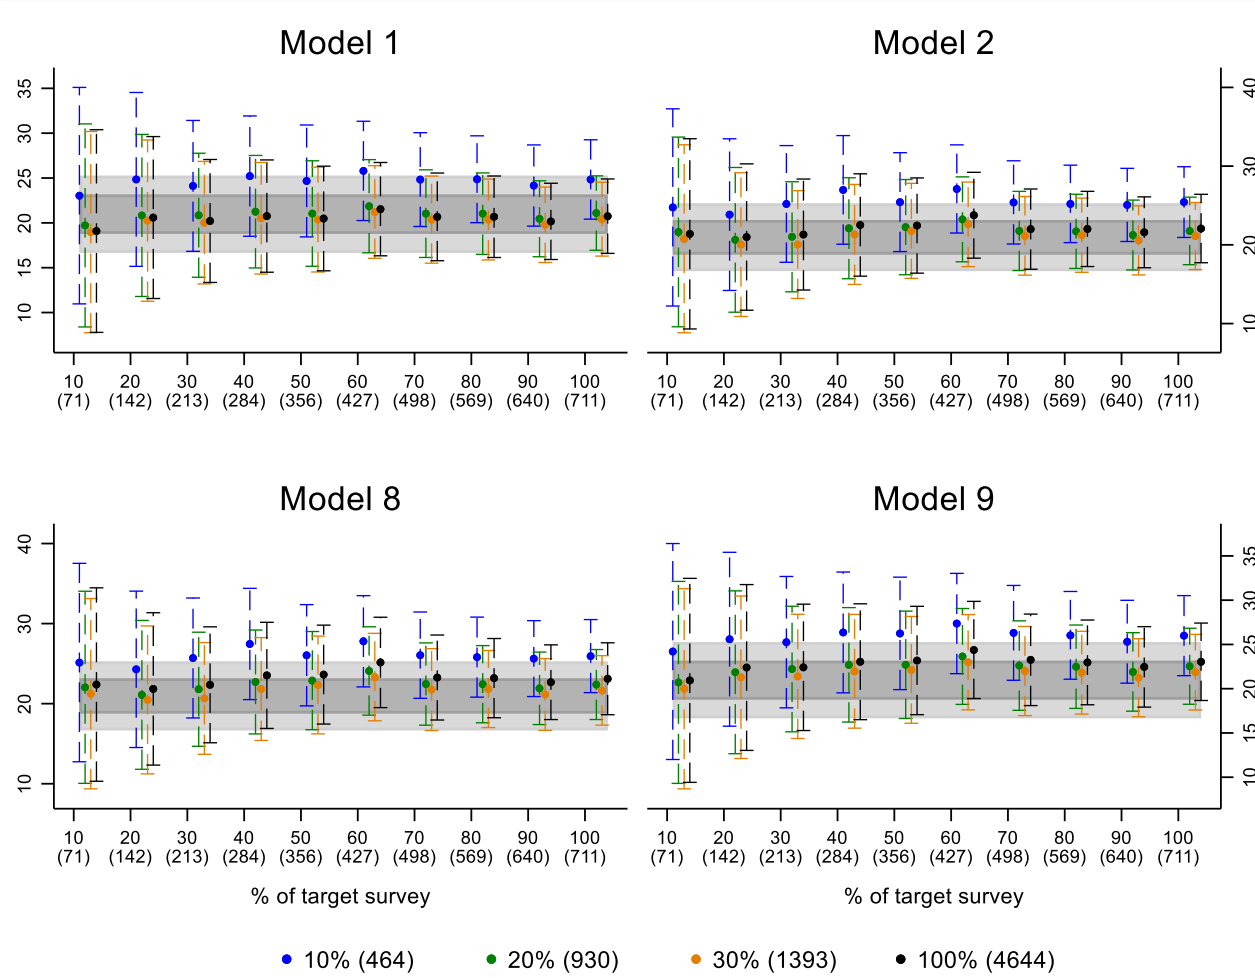 Model 1
Model 2
35
30
25
20
15
10
40
30
20
10
10 20 30 40 50 60 70 80 90 100
(71) (142) (213) (284) (356) (427) (498) (569) (640) (711)
10 20 30 40 50 60 70 80 90 100
(71) (142) (213) (284) (356) (427) (498) (569) (640) (711)
Model 8
Model 9
40
30
20
10
35
30
25
20
15
10
10 20 30 40 50 60 70 80 90 100
(71) (142) (213) (284) (356) (427) (498) (569) (640) (711)
10 20 30 40 50 60 70 80 90 100
(71) (142) (213) (284) (356) (427) (498) (569) (640) (711)
% of target survey
% of target survey
10% (464) 20% (930) 30% (1393) 100% (4644)